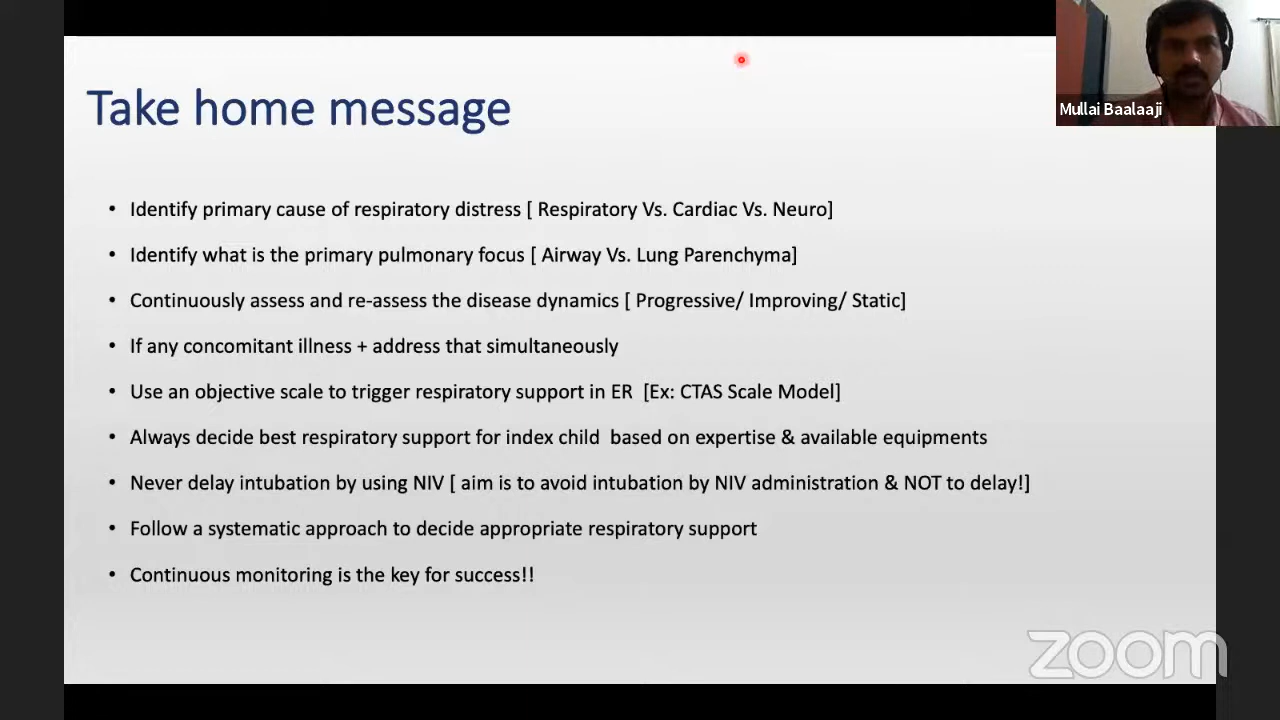 Take home message
Mullai Baalaaji
• Identify primary cause of respiratory distress [ Respiratory Vs. Cardiac Vs. Neuro]
• Identify what is the primary pulmonary focus [ Airway Vs. Lung Parenchyma]
• Continuously assess and re-assess the disease dynamics [ Progressive/ Improving/ Static]
• If any concomitant illness + address that simultaneously
• Use an objective scale to trigger respiratory support in ER [Ex: CTAS Scale Model]
• Always decide best respiratory support for index child based on expertise & available equipments
• Never delay intubation by using NIV [ aim is to avoid intubation by NIV administration & NOT to delay!]
• Follow a systematic approach to decide appropriate respiratory support
• Continuous monitoring is the key for success!!
zoom